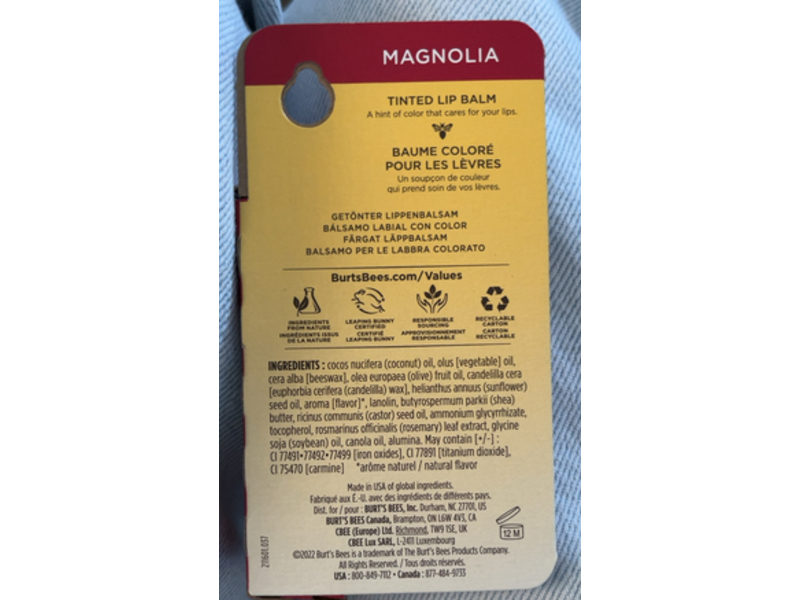 MAGNOLIA
TINTED LIP BALM
A hint of color that cares for your lips.
BAUME COLORÉ
POUR LES LÈVRES
Un soupçon de couleur
qui prend soin de vos lèvres.
GETÖNTER LIPPENBALSAM
BÁLSAMO LABIAL CON COLOR
FÄRGAT LÄPPBALSAM
BALSAMO PER LE LABBRA COLORATO
BurtsBees.com/Values
INGREDIENTS
FROM NATURE
INGRÉDIENTS ISSUS
DE LA NATURE
LEAPING BUNNY
CERTIFIED
CERTIFIÉ
LEAPING BUNNY
RESPONSIBLE
SOURCING
APPROVISIONNEMENT
RESPONSABLE
RECYCLABLE
CARTON
CARTON
RECYCLABLE
INGREDIENTS : cocos nucifera (coconut) oil, olus [vegetable] oil,
cera alba [beeswax], olea europaea (olive) fruit oil, candelilla cera
[euphorbia cerifera (candelilla) wax], helianthus annuus (sunflower)
seed oil, aroma [flavor]*, lanolin, butyrospermum parkii (shea)
butter, ricinus communis (castor) seed oil, ammonium glycyrrhizate,
tocopherol, rosmarinus officinalis (rosemary) leaf extract, glycine
soja (soybean) oil, canola oil, alumina. May contain [+/-] :
CI 77491•77492•77499 [iron oxides], CI 77891 [titanium dioxide],
CI 75470 [carmine] *arôme naturel / natural flavor
Made in USA of global ingredients.
Fabriqué aux É.-U. avec des ingrédients de différents pays.
Dist. for / pour : BURT'S BEES, Inc. Durham, NC 27701, US
BURT'S BEES Canada, Brampton, ON L6W 4V3, CA
CBEE (Europe) Ltd. Richmond, TW9 1SE, UK
CBEE Lux SARL, L-2411 Luxembourg
©2022 Burt's Bees is a trademark of The Burt's Bees Products Company.
All Rights Reserved. / Tous droits réservés.
USA : 800-849-7112 • Canada : 877-484-9733
12 M
211601.037